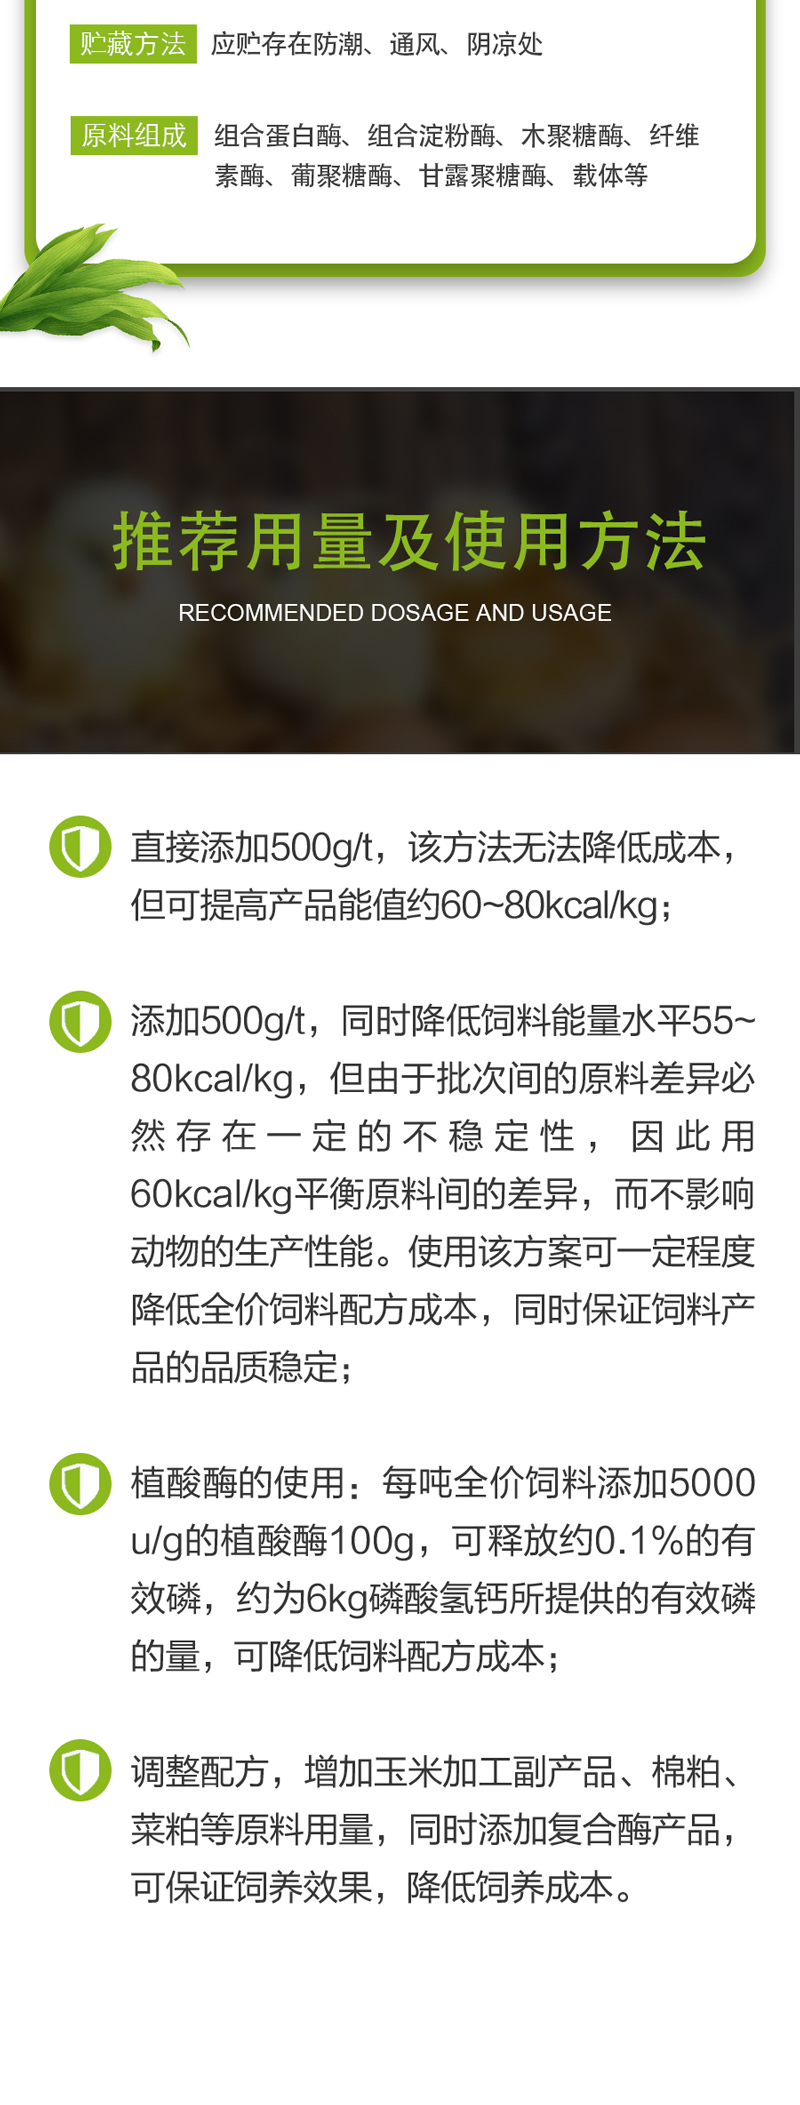 贮藏方法 应贮存在防潮、通风、阴凉处
原料组成 组合蛋白酶、组合淀粉酶、木聚糖酶、纤维
素酶、葡聚糖酶、甘露聚糖酶、载体等
推荐用量及使用方法
RECOMMENDED DOSAGE AND USAGE
直接添加500g/t，该方法无法降低成本，
但可提高产品能值约60~80kcal/kg；
添加500g/t，同时降低饲料能量水平55~
80kcal/kg，但由于批次间的原料差异必
然存在一定的不稳定性，因此用
60kcal/kg平衡原料间的差异，而不影响
动物的生产性能。使用该方案可一定程度
降低全价饲料配方成本，同时保证饲料产
品的品质稳定；
植酸酶的使用：每吨全价饲料添加5000
u/g的植酸酶100g，可释放约0.1%的有
效磷，约为6kg磷酸氢钙所提供的有效磷
的量，可降低饲料配方成本；
调整配方，增加玉米加工副产品、棉粕、
菜粕等原料用量，同时添加复合酶产品，
可保证饲养效果，降低饲养成本。